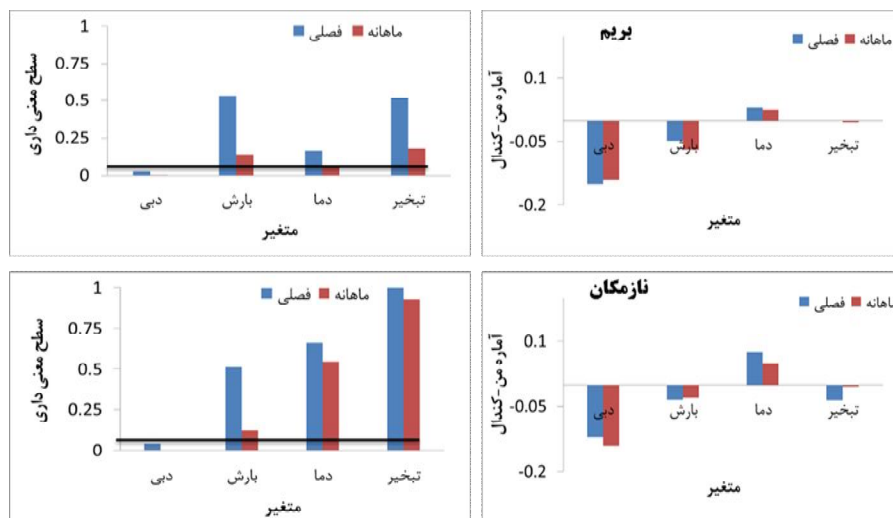 بریم
ماهانه فصلی
0.1
-0.05
-0.2
آماره من-کندال
دبی بارش دما تبخیر
متغیر
فصلی ماهانه
1
0.75
0.5
0.25
0
سطح معنی داری
دبی بارش دما تبخیر
متغیر
نازمکان
فصلی ماهانه
0.1
-0.05
-0.2
آماره من-کندال
دبی بارش دما تبخیر
متغیر
فصلی ماهانه
1
0.75
0.5
0.25
0
سطح معنی داری
دبی بارش دما تبخیر
متغیر